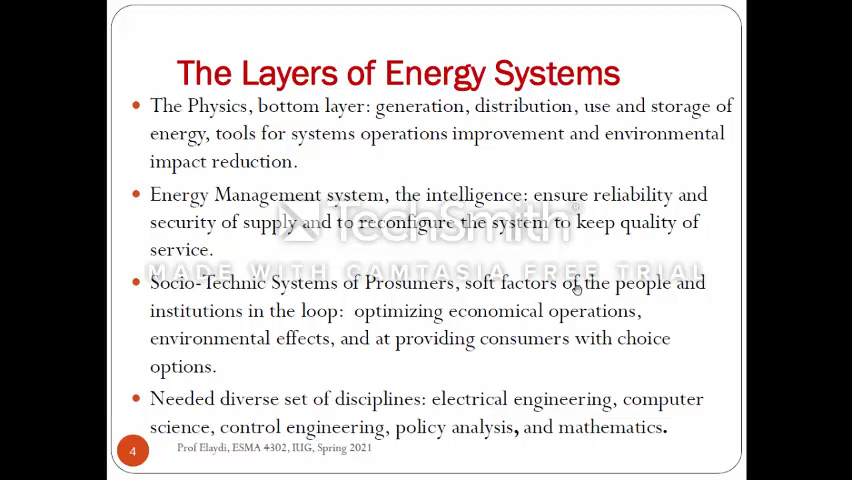 The Layers of Energy Systems
• The Physics, bottom layer: generation, distribution, use and storage of
energy, tools for systems operations improvement and environmental
impact reduction.
• Energy Management system, the intelligence: ensure reliability and
security of supply and to reconfigure the system to keep quality of
service.
TechSmith®
MADE WITH CAMTASIA FREE TRIAL
• Socio-Technic Systems of Prosumers, soft factors of the people and
institutions in the loop: optimizing economical operations,
environmental effects, and at providing consumers with choice
options.
• Needed diverse set of disciplines: electrical engineering, computer
science, control engineering, policy analysis, and mathematics.
4
Prof Elaydi, ESMA 4302, IUG, Spring 2021